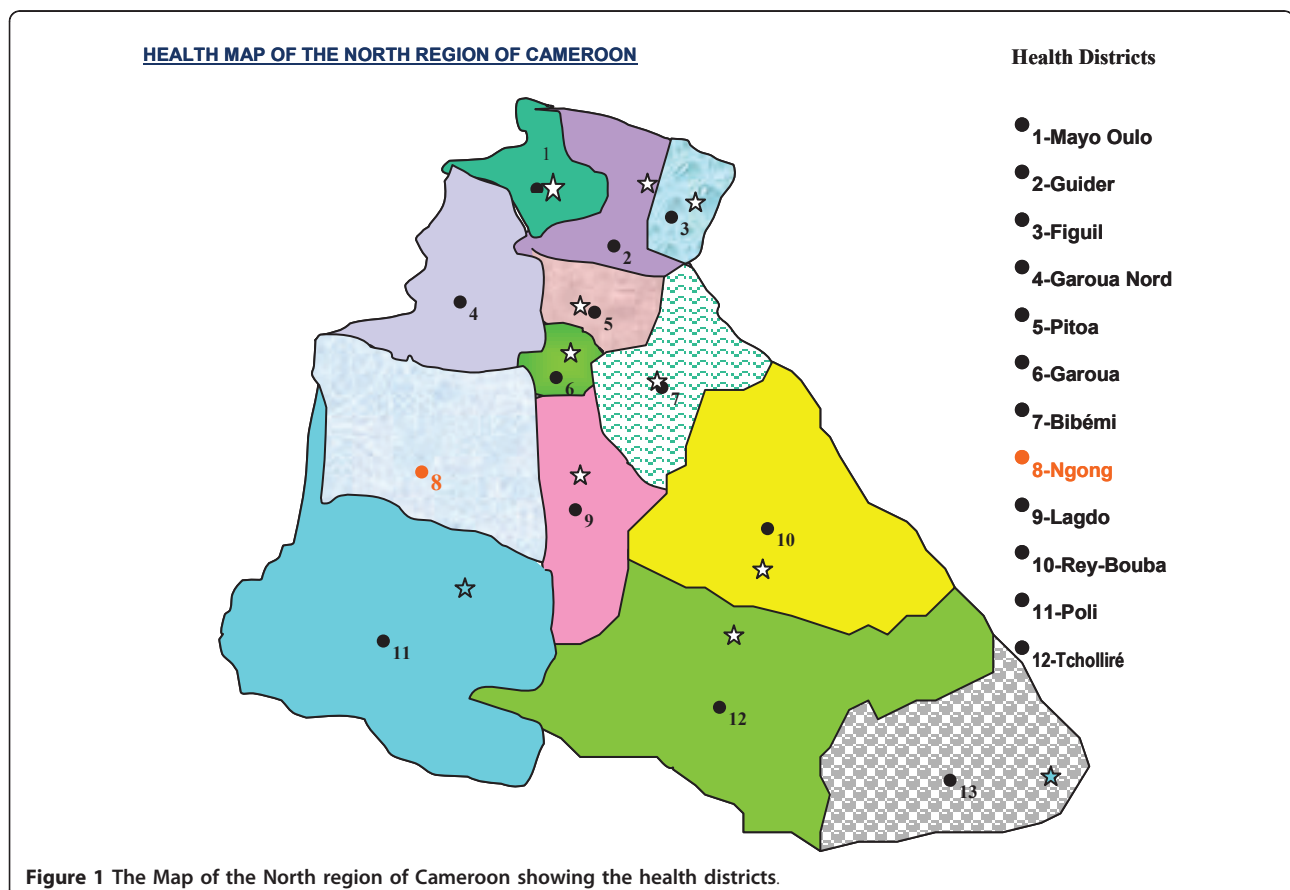 HEALTH MAP OF THE NORTH REGION OF CAMEROON
Health Districts
1-Mayo Oulo
2-Guider
3-Figuil
4-Garoua Nord
5-Pitoa
6-Garoua
7-Bibémi
8-Ngong
9-Lagdo
10-Rey-Bouba
11-Poli
12-Tcholliré
1
2
3
4
5
6
7
8
9
10
11
12
13
Figure 1 The Map of the North region of Cameroon showing the health districts.